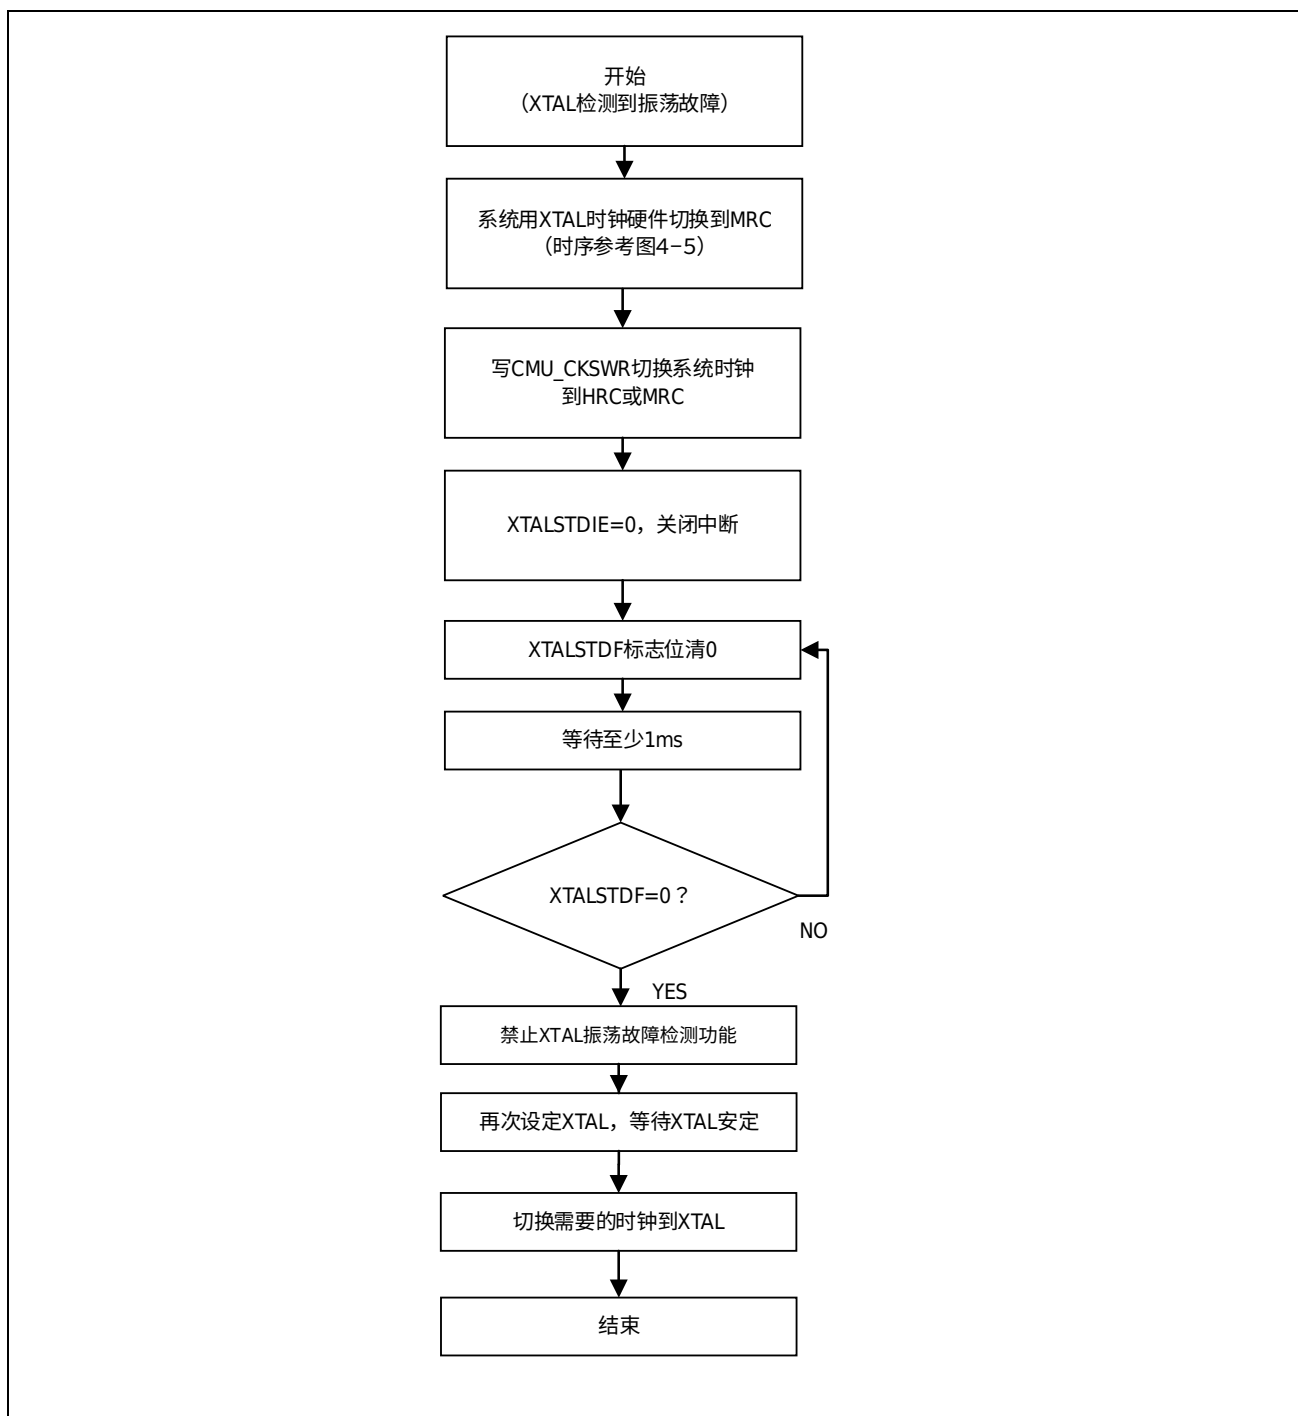 开始
（XTAL检测到振荡故障）
系统用XTAL时钟硬件切换到MRC
（时序参考图4-5）
写CMU_CKSWR切换系统时钟
到HRC或MRC
XTALSTDIE=0，关闭中断
XTALSTDF标志位清0
等待至少1ms
XTALSTDF=0？
NO
YES
禁止XTAL振荡故障检测功能
再次设定XTAL，等待XTAL安定
切换需要的时钟到XTAL
结束